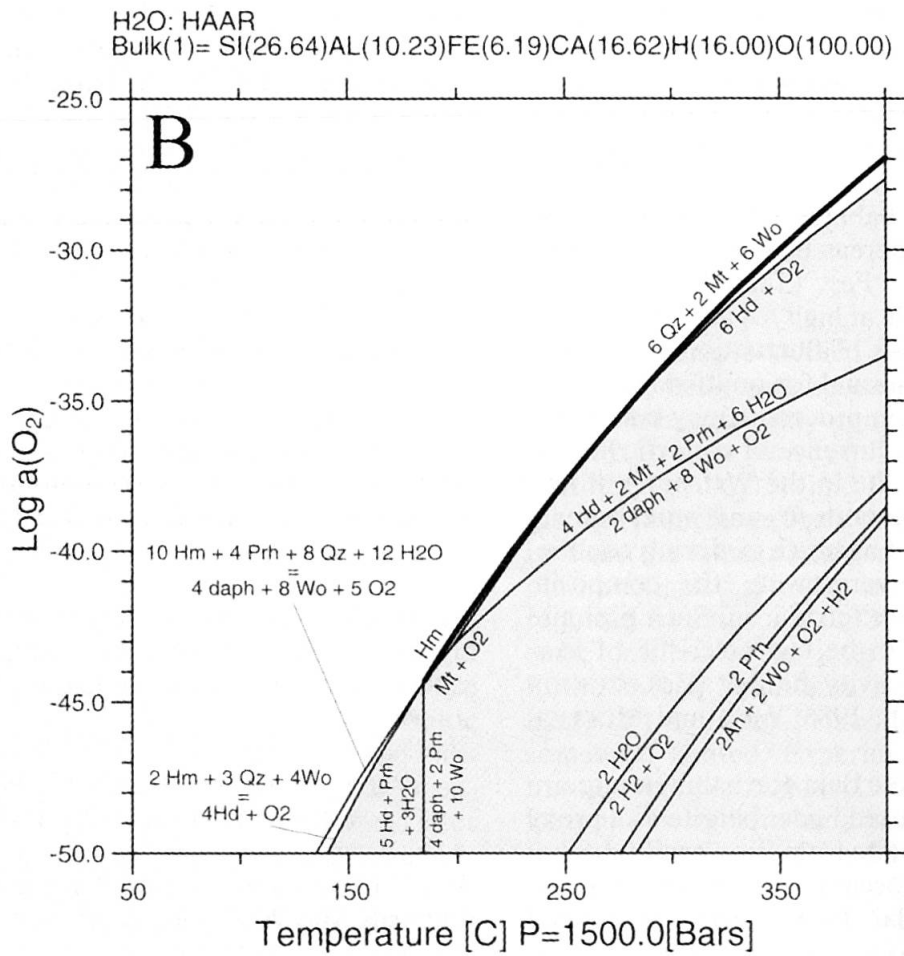 H2O: HAAR
Bulk(1)= SI(26.64)AL(10.23)FE(6.19)CA(16.62)H(16.00)O(100.00)
B
-25.0
-30.0
-35.0
-40.0
-45.0
-50.0
Log a(O2)
6 Qz + 2 Mt + 6 Wo
6 Hd + O2
4 Hd + 2 Mt + 2 Prh + 6 H2O
2 daph + 8 Wo + O2
10 Hm + 4 Prh + 8 Qz + 12 H2O
=
4 daph + 8 Wo + 5 O2
Hm
Mt + O2
2 Hm + 3 Qz + 4Wo
=
4Hd + O2
5 Hd + Prh
+ 3H2O
4 daph + 2 Prh
+ 10 Wo
2 H2O
2 H2 + O2
2 Prh
2An + 2 Wo + O2 + H2
50
150
250
350
Temperature [C] P=1500.0[Bars]